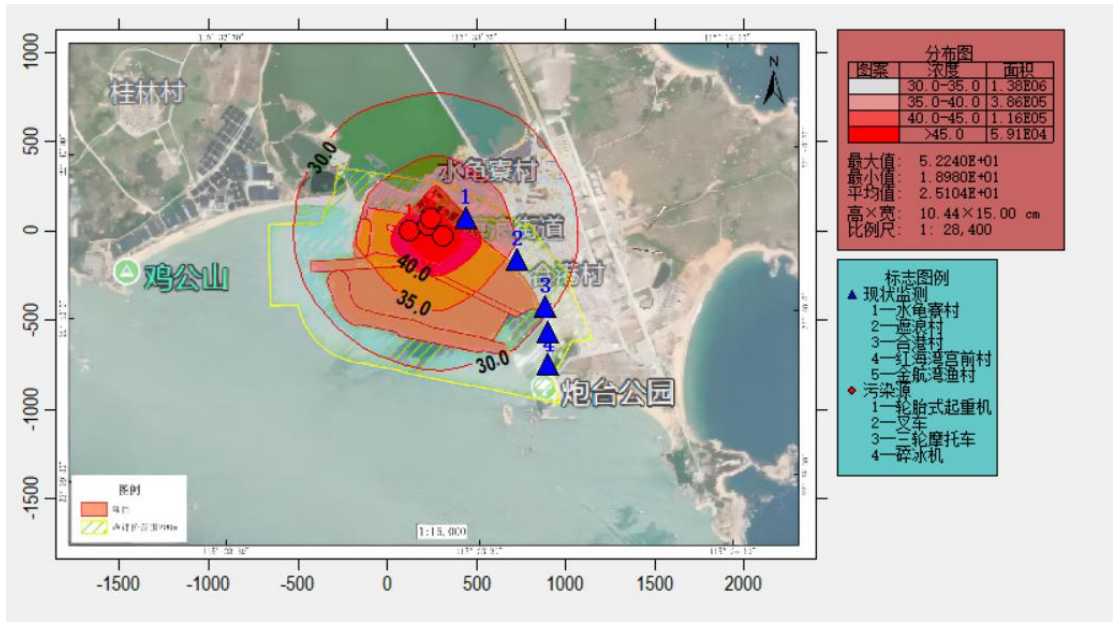 分布图
图案 浓度 面积
30.0-35.0 1.38E06
35.0-40.0 3.86E05
40.0-45.0 1.16E05
>45.0 5.91E04
最大值: 5.2240E+01
最小值: 1.8980E+01
平均值: 2.5104E+01
高×宽: 10.44×15.00 cm
比例尺: 1: 28,400
标志图例
现状监测
1—水龟寮村
2—遮浪村
3—合港村
4—红海湾宫前村
5—金航湾渔村
污染源
1—轮胎式起重机
2—叉车
3—三轮摩托车
4—碎冰机
1000
500
0
-500
-1000
-1500
-1500 -1000 -500 0 500 1000 1500 2000
N
桂林村
30.0
水龟寮村
1
街道
2
合港村
鸡公山
40.0
3
35.0
4
30.0
炮台公园
图例
1:15,000